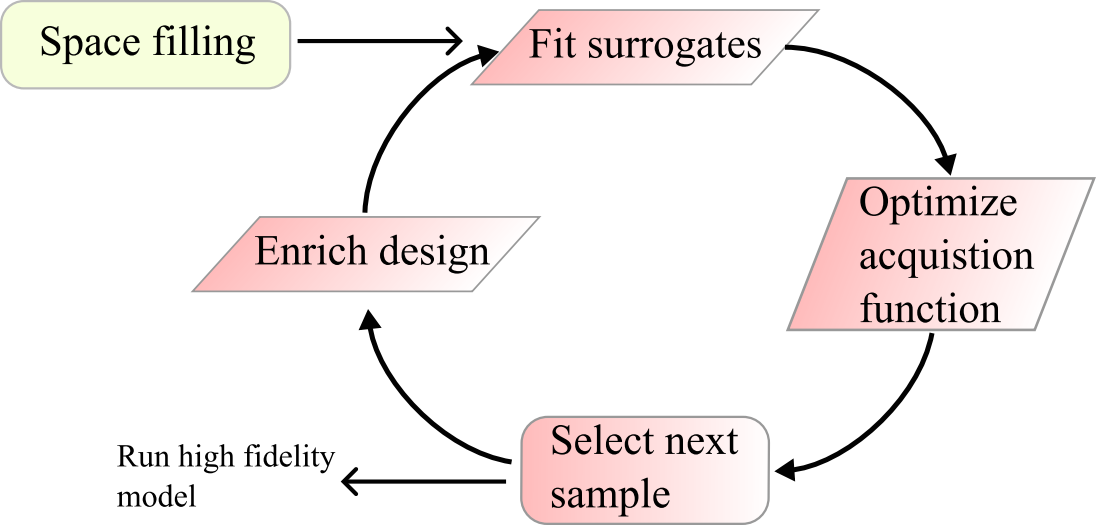 Space filling
Fit surrogates
Optimize
acquistion
function
Enrich design
Select next
sample
Run high fidelity
model